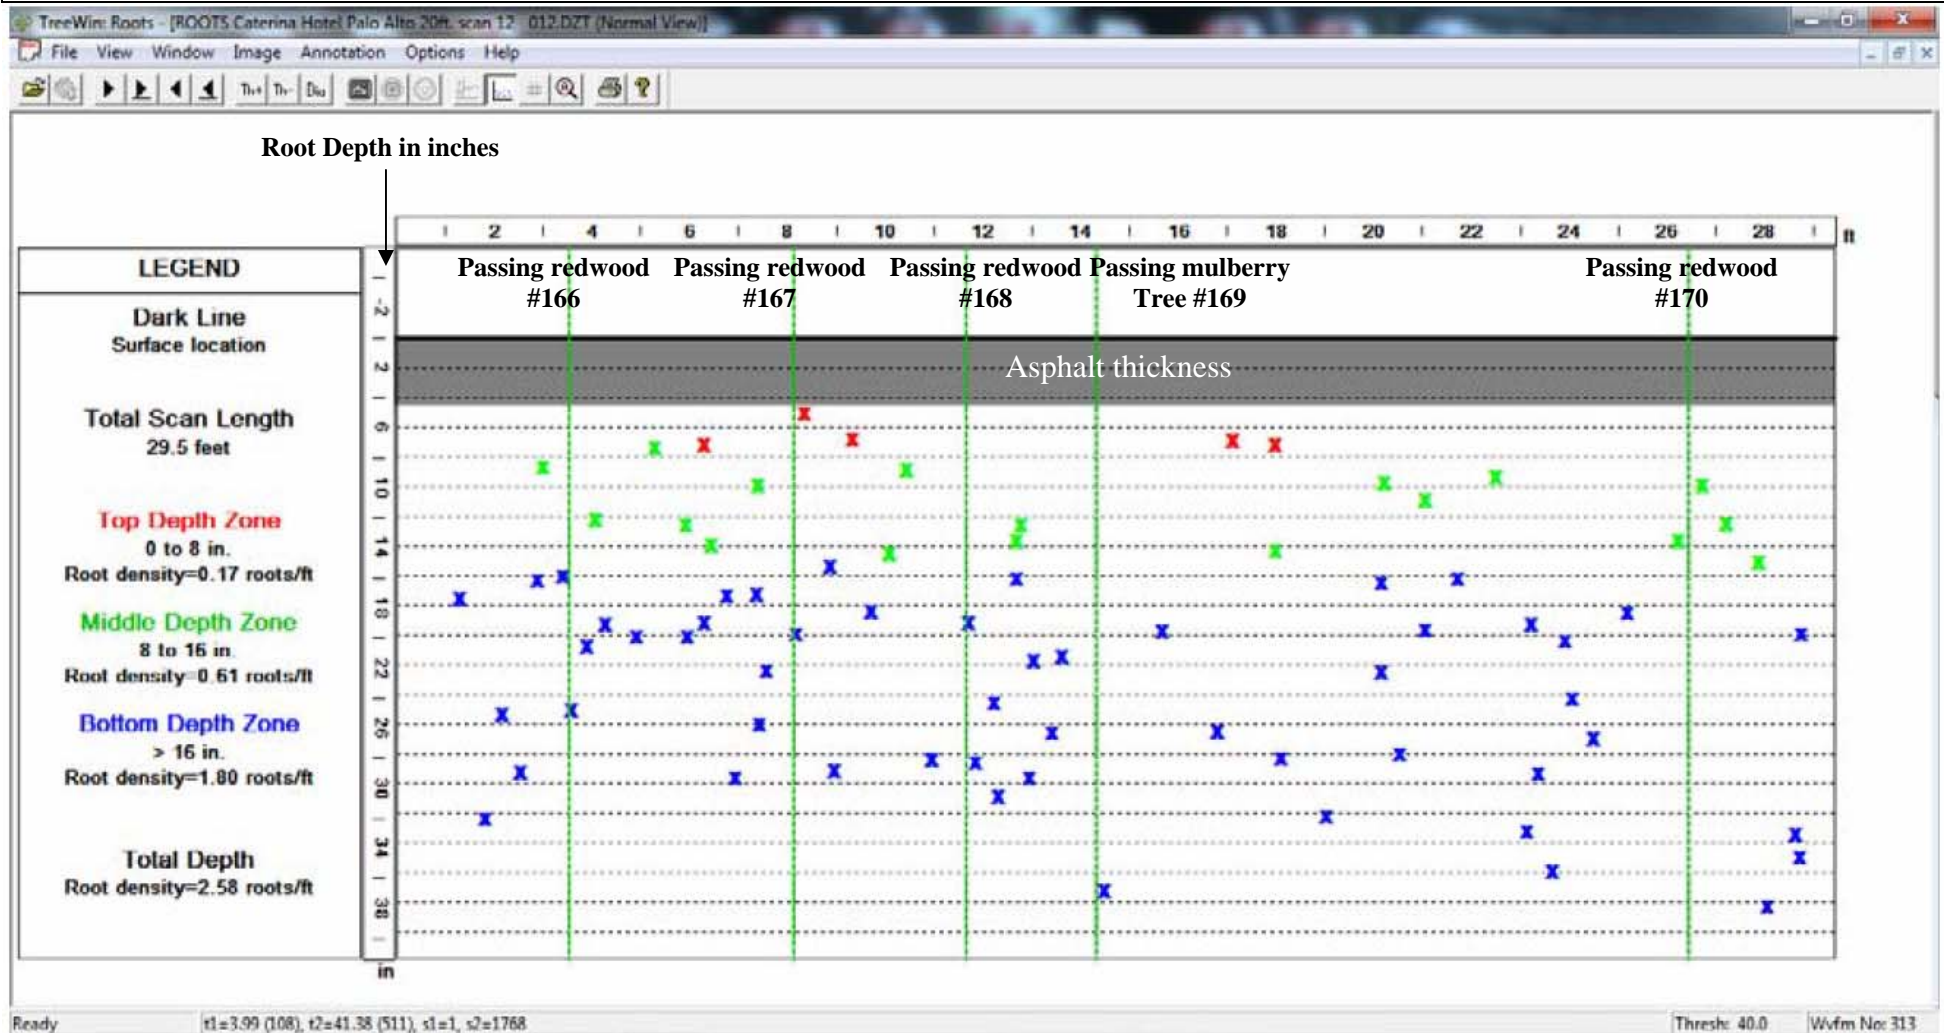 TreeWin: Roots - [ROOTS Caterina Hotel Palo Alto 20ft. scan 12 012.DZT (Normal View)]
File View Window Image Annotation Options Help
Th+ Th-
Root Depth in inches
2 4 6 8 10 12 14 16 18 20 22 24 26 28 ft
LEGEND
Dark Line
Surface location
Total Scan Length
29.5 feet
Top Depth Zone
0 to 8 in.
Root density=0.17 roots/ft
Middle Depth Zone
8 to 16 in.
Root density=0.61 roots/ft
Bottom Depth Zone
> 16 in.
Root density=1.80 roots/ft
Total Depth
Root density=2.58 roots/ft
-2
2
6
10
14
18
22
26
30
34
38
in
Passing redwood
#166
Passing redwood
#167
Passing redwood
#168
Passing mulberry
Tree #169
Passing redwood
#170
Asphalt thickness
Ready t1=3.99 (108), t2=41.38 (511), s1=1, s2=1768 Thresh: 40.0 Wvfm No: 313